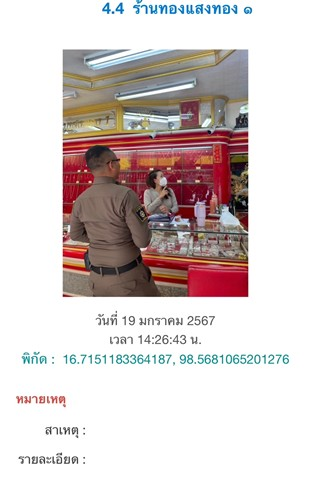 4.4 ร้านทองแสงทอง ๑
วันที่ 19 มกราคม 2567
เวลา 14:26:43 น.
พิกัด : 16.7151183364187, 98.5681065201276
หมายเหตุ
สาเหตุ :
รายละเอียด :